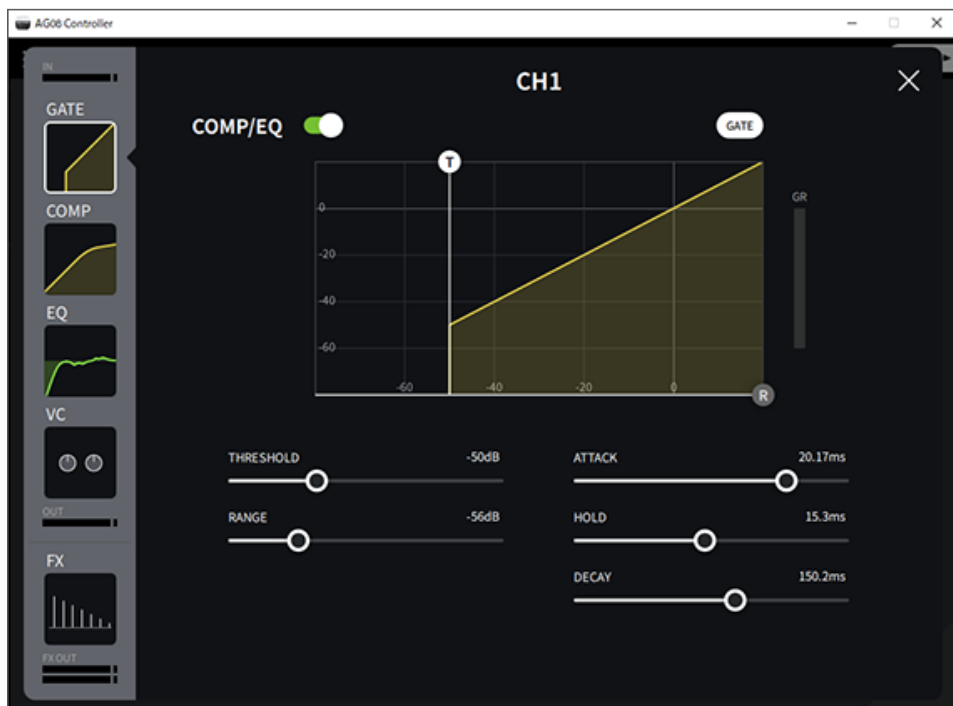 AG08 Controller
IN
GATE
COMP
EQ
VC
OUT
FX
FX OUT
CH1
COMP/EQ
GATE
T
GR
0
-20
-40
-60
-60
-40
-20
0
R
THRESHOLD
-50dB
RANGE
-56dB
ATTACK
20.17ms
HOLD
15.3ms
DECAY
150.2ms